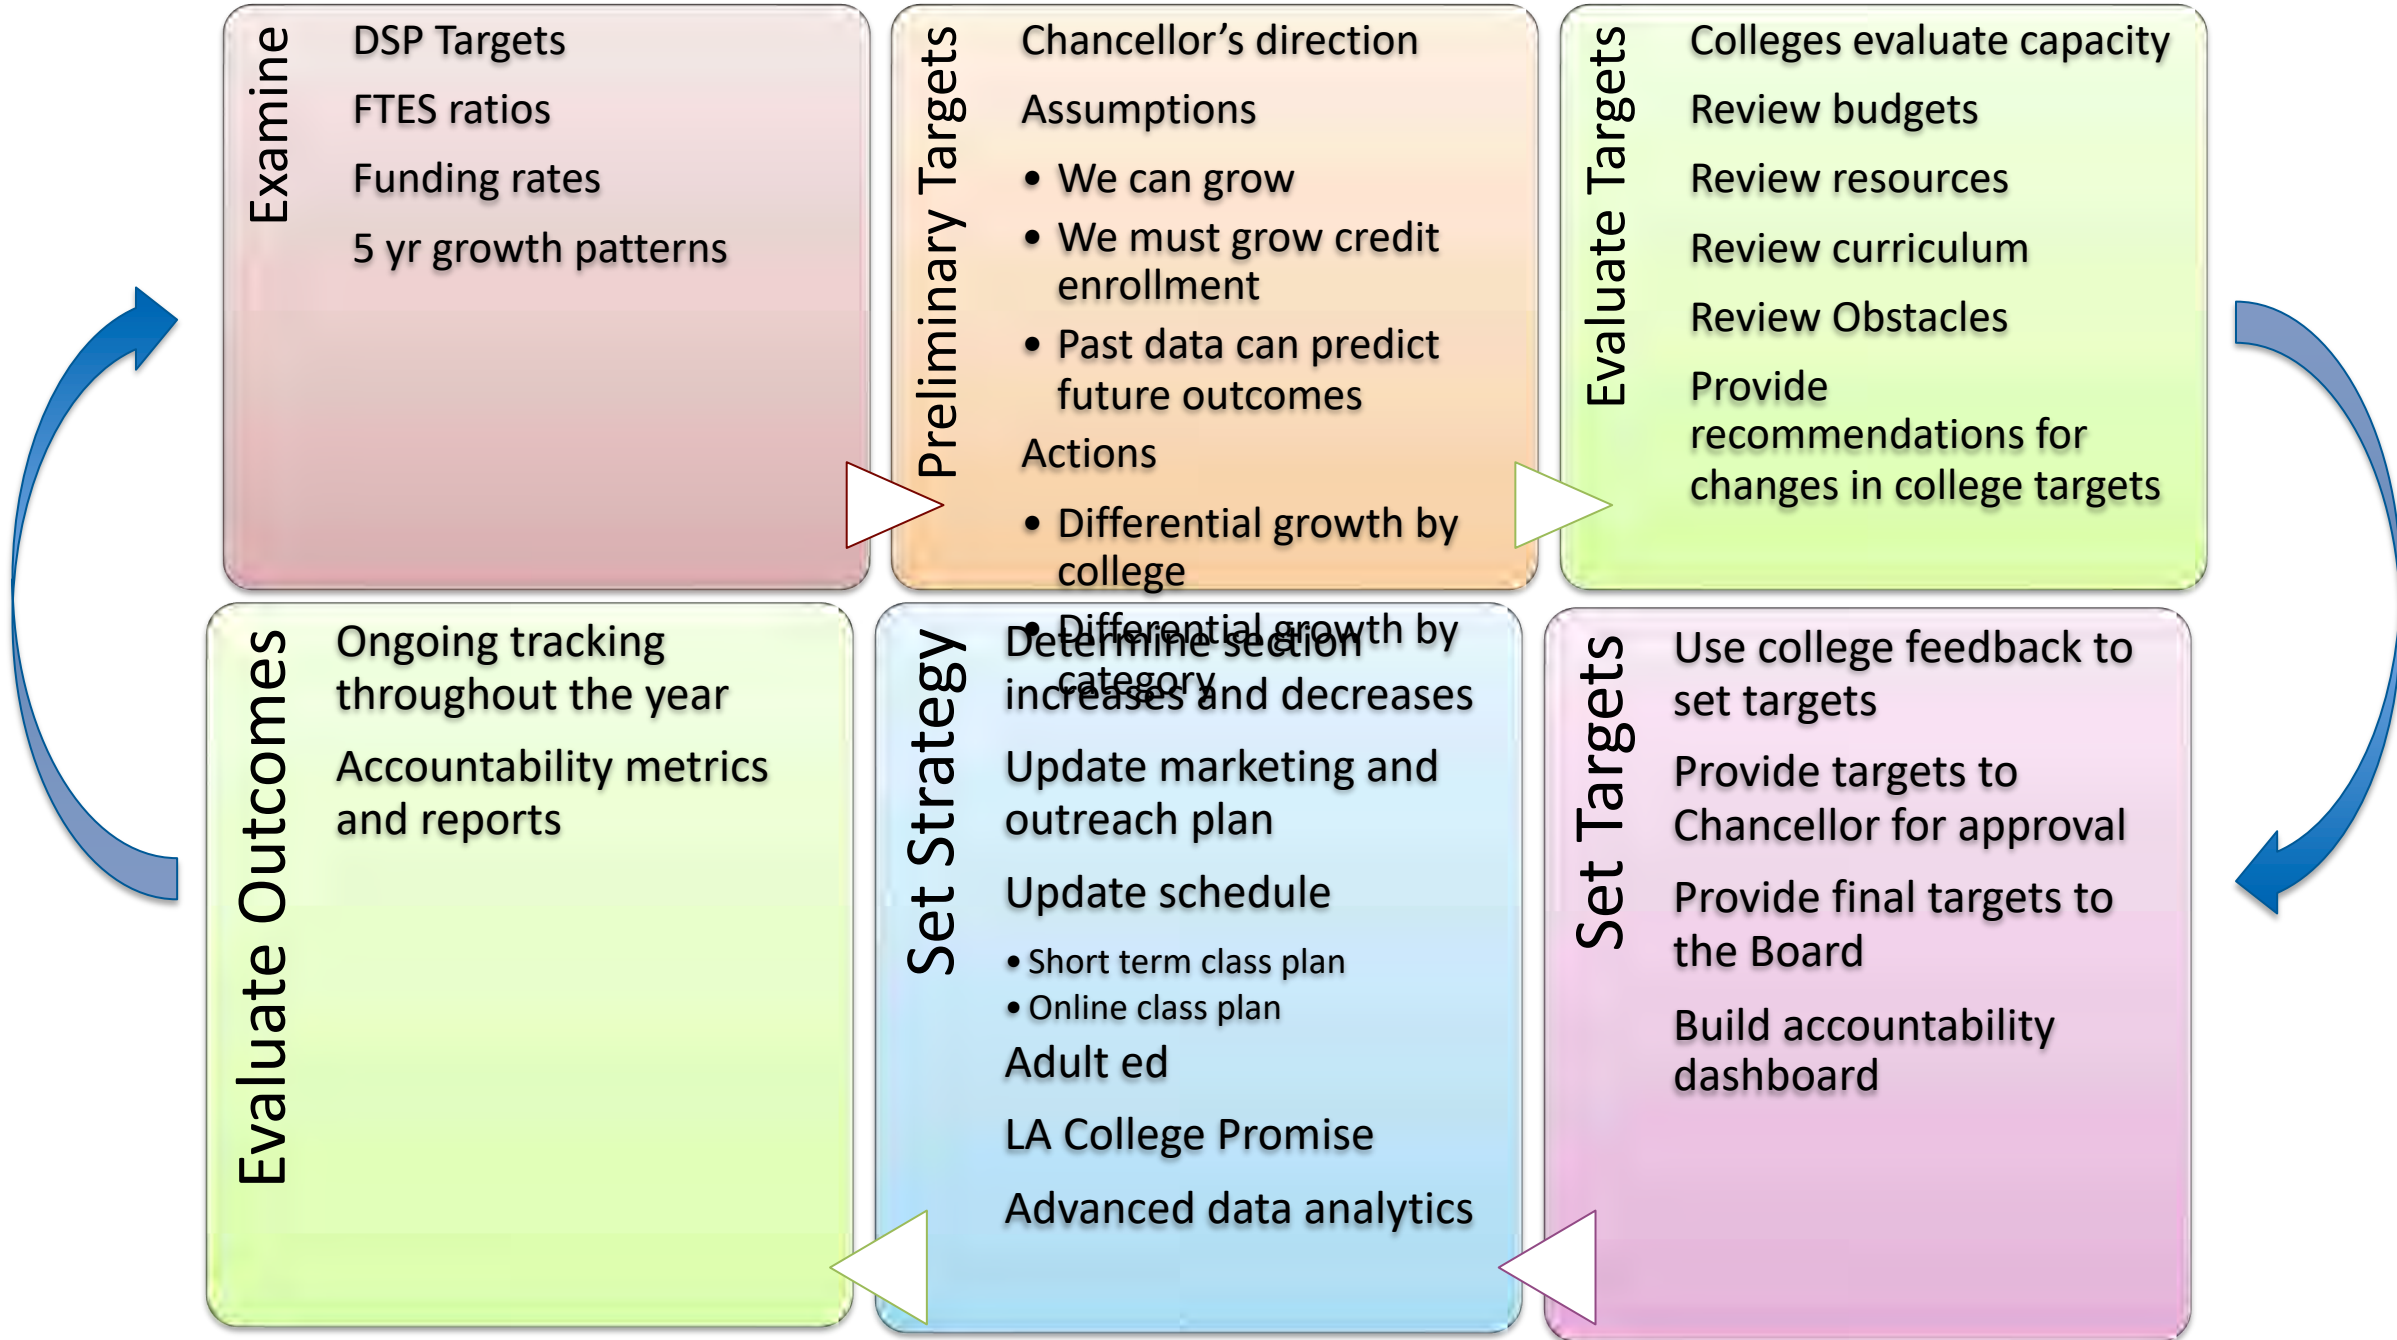 Examine
DSP Targets
FTES ratios
Funding rates
5 yr growth patterns
Preliminary Targets
Chancellor’s direction
Assumptions
• We can grow
• We must grow credit
enrollment
• Past data can predict
future outcomes
Actions
• Differential growth by
college
• Differential growth by
category
Evaluate Targets
Colleges evaluate capacity
Review budgets
Review resources
Review curriculum
Review Obstacles
Provide
recommendations for
changes in college targets
Set Targets
Use college feedback to
set targets
Provide targets to
Chancellor for approval
Provide final targets to
the Board
Build accountability
dashboard
Set Strategy
Determine section
increases and decreases
Update marketing and
outreach plan
Update schedule
• Short term class plan
• Online class plan
Adult ed
LA College Promise
Advanced data analytics
Evaluate Outcomes
Ongoing tracking
throughout the year
Accountability metrics
and reports